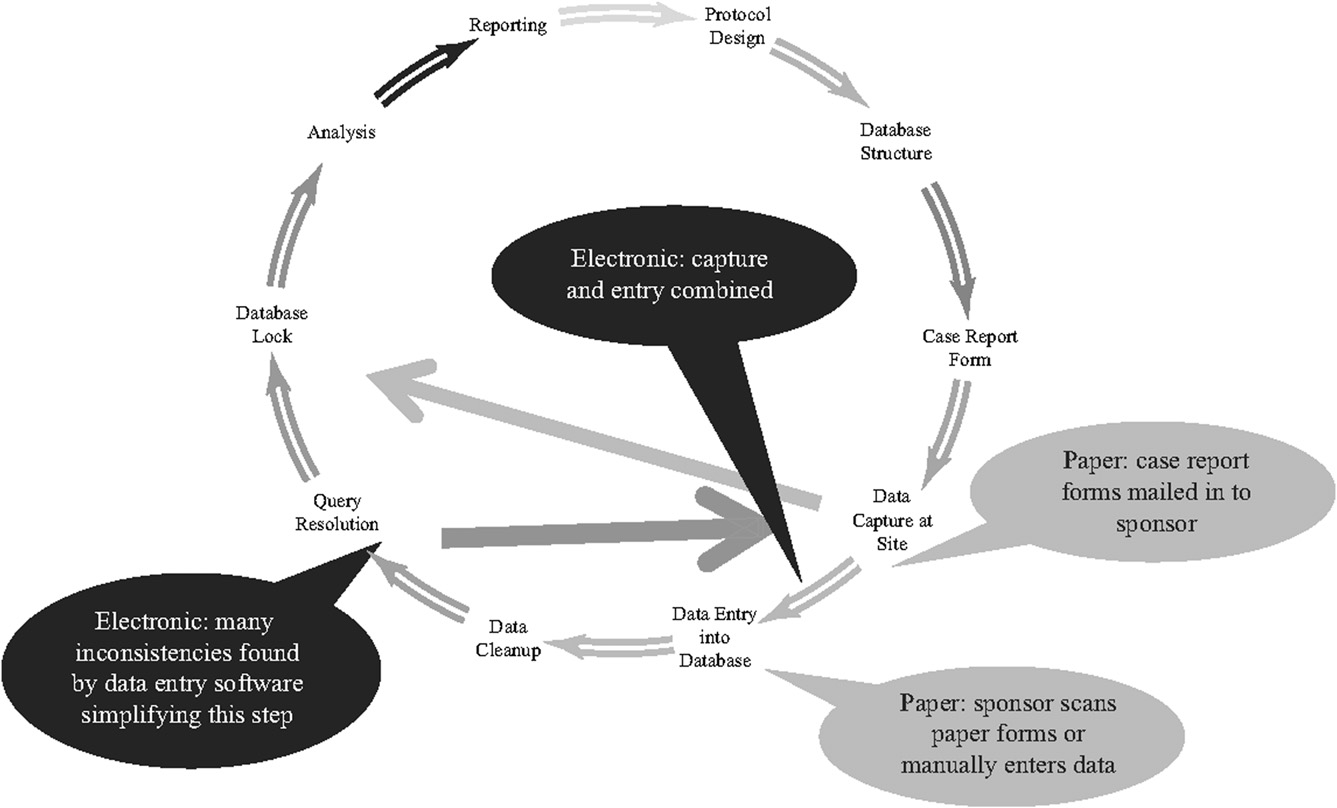 Reporting
Protocol
Design
Database
Structure
Case Report
Form
Data
Capture at
Site
Data Entry
into
Database
Data
Cleanup
Query
Resolution
Database
Lock
Analysis
Electronic: capture
and entry combined
Paper: case report
forms mailed in to
sponsor
Paper: sponsor scans
paper forms or
manually enters data
Electronic: many
inconsistencies found
by data entry software
simplifying this step